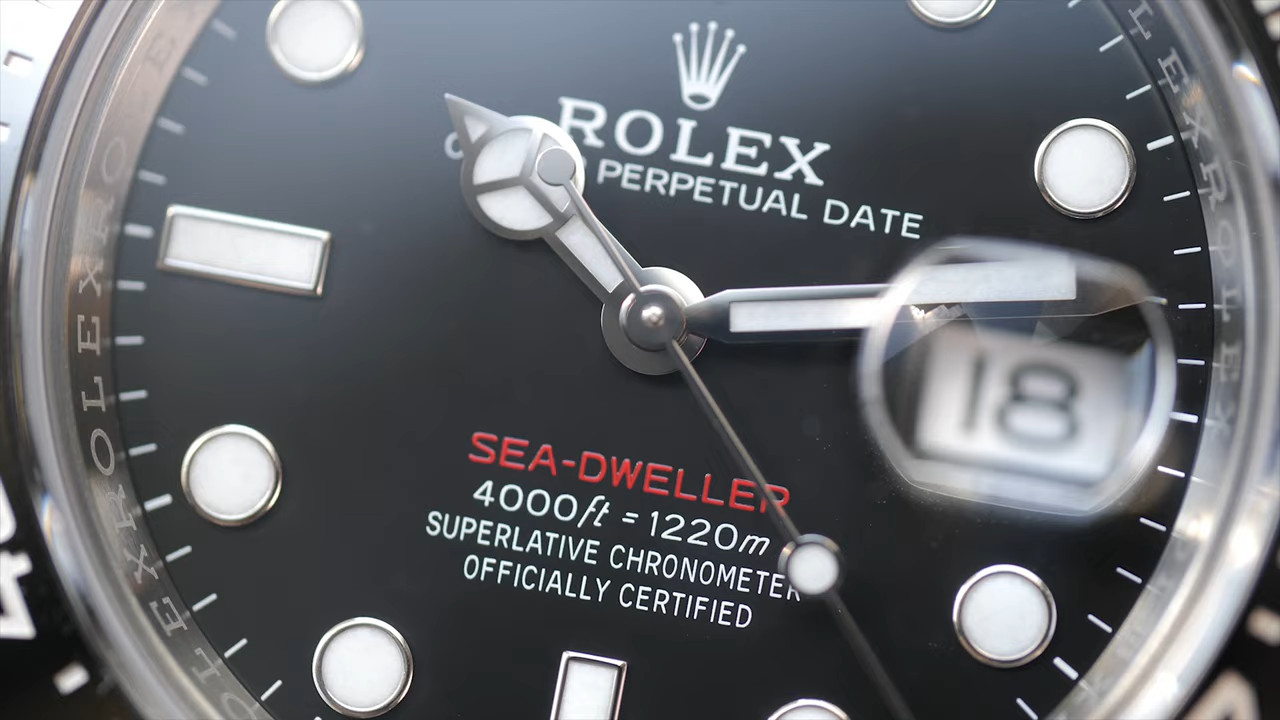 ROLEX
PERPETUAL DATE
18
SEA-DWELLER
4000ft = 1220m
SUPERLATIVE CHRONOMETER
OFFICIALLY CERTIFIED